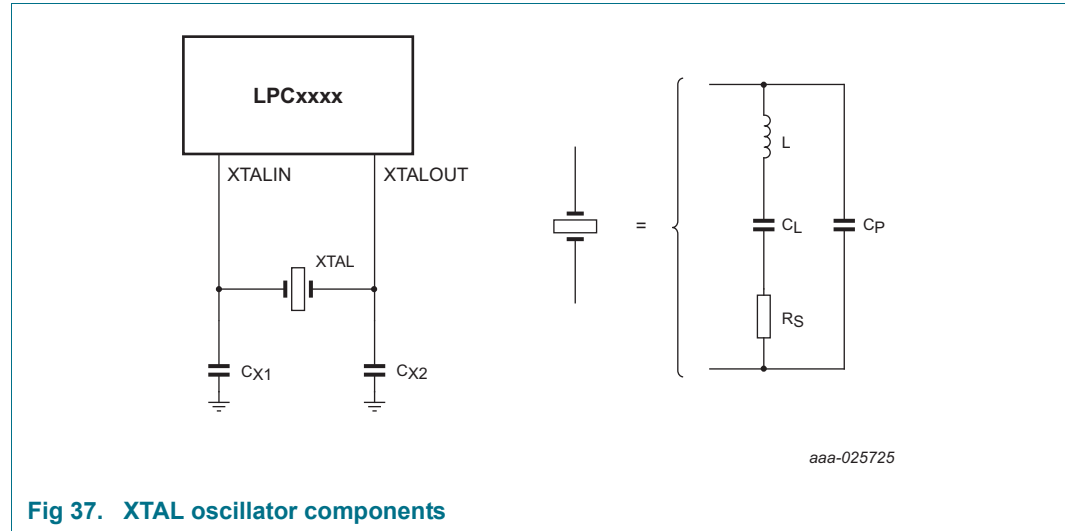 LPCxxxx
XTALIN
XTALOUT
XTAL
CX1
CX2
=
L
CL
CP
RS
aaa-025725
Fig 37. XTAL oscillator components